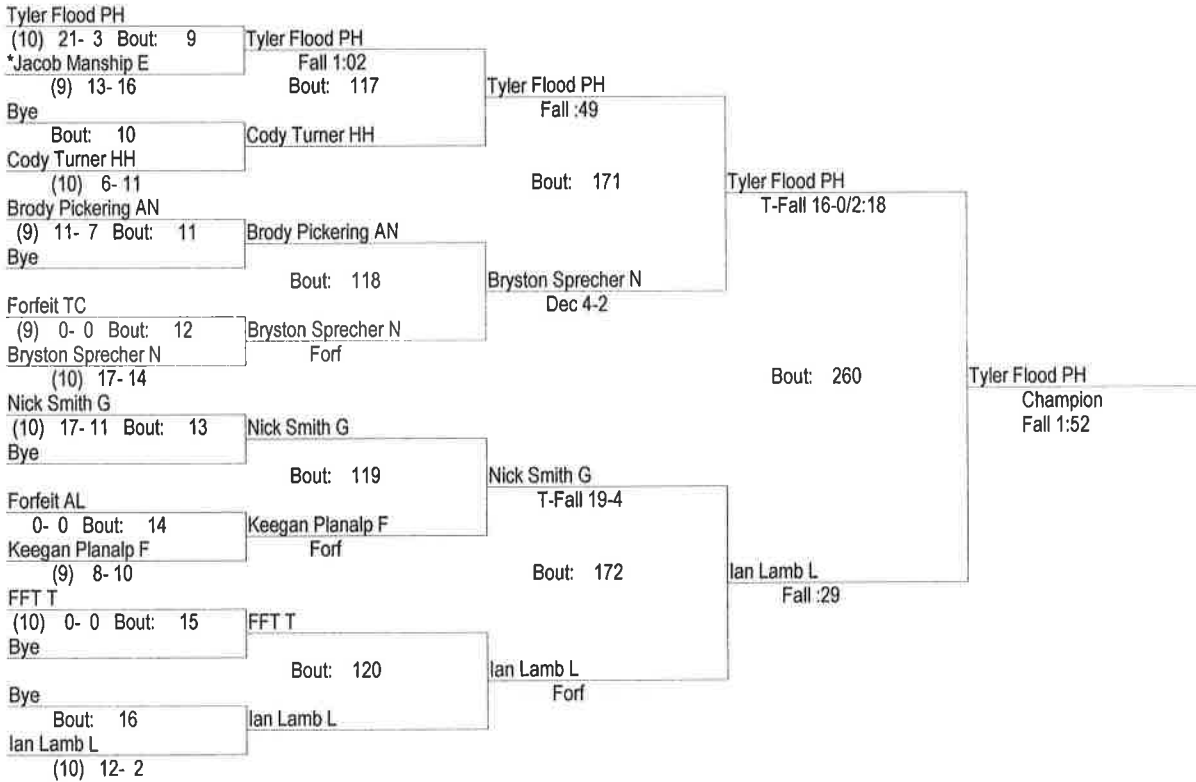 Tyler Flood PH
(10) 21- 3 Bout: 9
*Jacob Manship E
(9) 13- 16
Bye
Bout: 10
Cody Turner HH
(10) 6- 11
Brody Pickering AN
(9) 11- 7 Bout: 11
Bye
Forfeit TC
(9) 0- 0 Bout: 12
Bryston Sprecher N
(10) 17- 14
Nick Smith G
(10) 17- 11 Bout: 13
Bye
Forfeit AL
0- 0 Bout: 14
Keegan Planalp F
(9) 8- 10
FFT T
(10) 0- 0 Bout: 15
Bye
Bye
Bout: 16
Ian Lamb L
(10) 12- 2
Tyler Flood PH
Fall 1:02
Bout: 117
Cody Turner HH
Brody Pickering AN
Bout: 118
Bryston Sprecher N
Forf
Nick Smith G
Bout: 119
Keegan Planalp F
Forf
FFT T
Bout: 120
Ian Lamb L
Tyler Flood PH
Fall :49
Bout: 171
Bryston Sprecher N
Dec 4-2
Nick Smith G
T-Fall 19-4
Bout: 172
Ian Lamb L
Forf
Tyler Flood PH
T-Fall 16-0/2:18
Bout: 260
Ian Lamb L
Fall :29
Tyler Flood PH
Champion
Fall 1:52